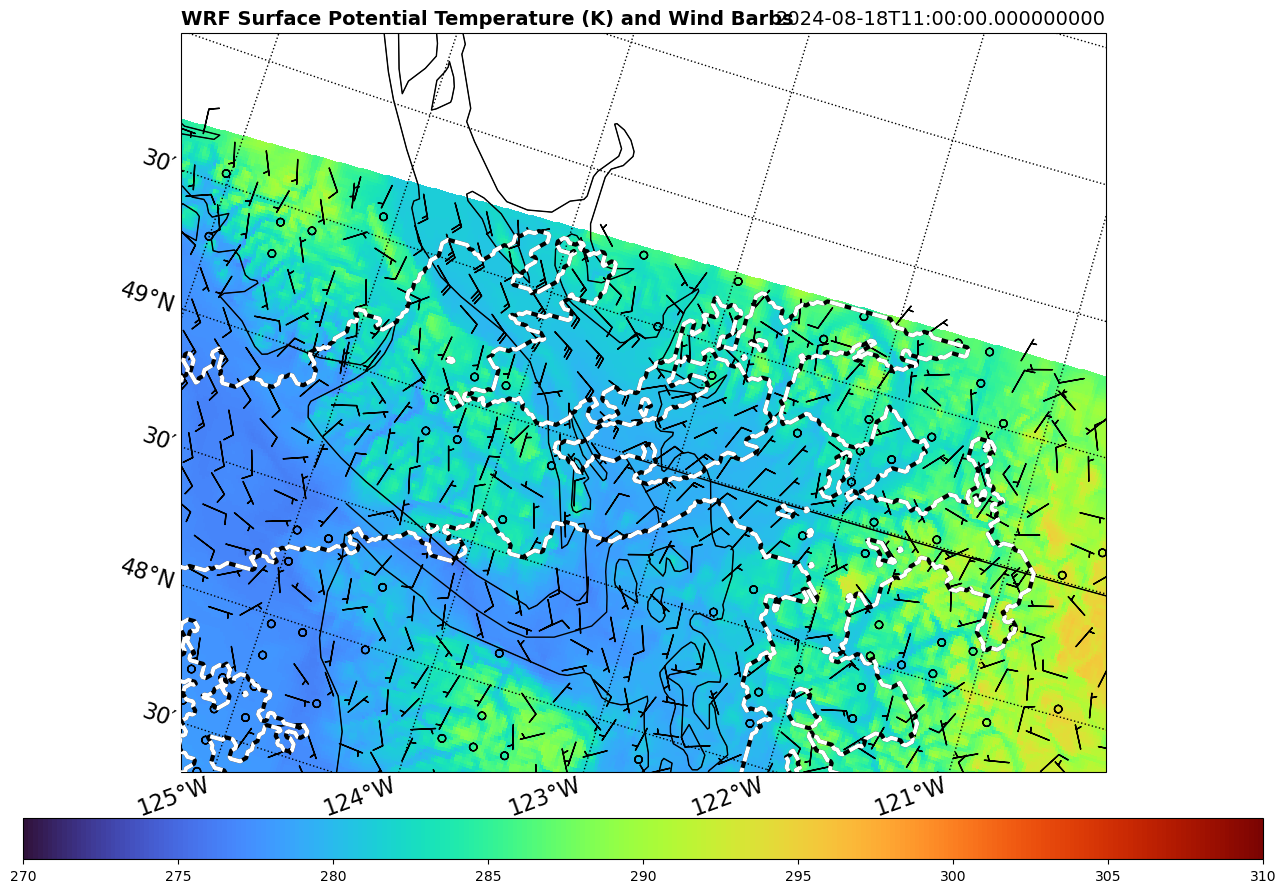 WRF Surface Potential Temperature (K) and Wind Barbs
2024-08-18T11:00:00.000000000
30′
49°N
30′
48°N
30′
125°W 124°W 123°W 122°W 121°W
270 275 280 285 290 295 300 305 310